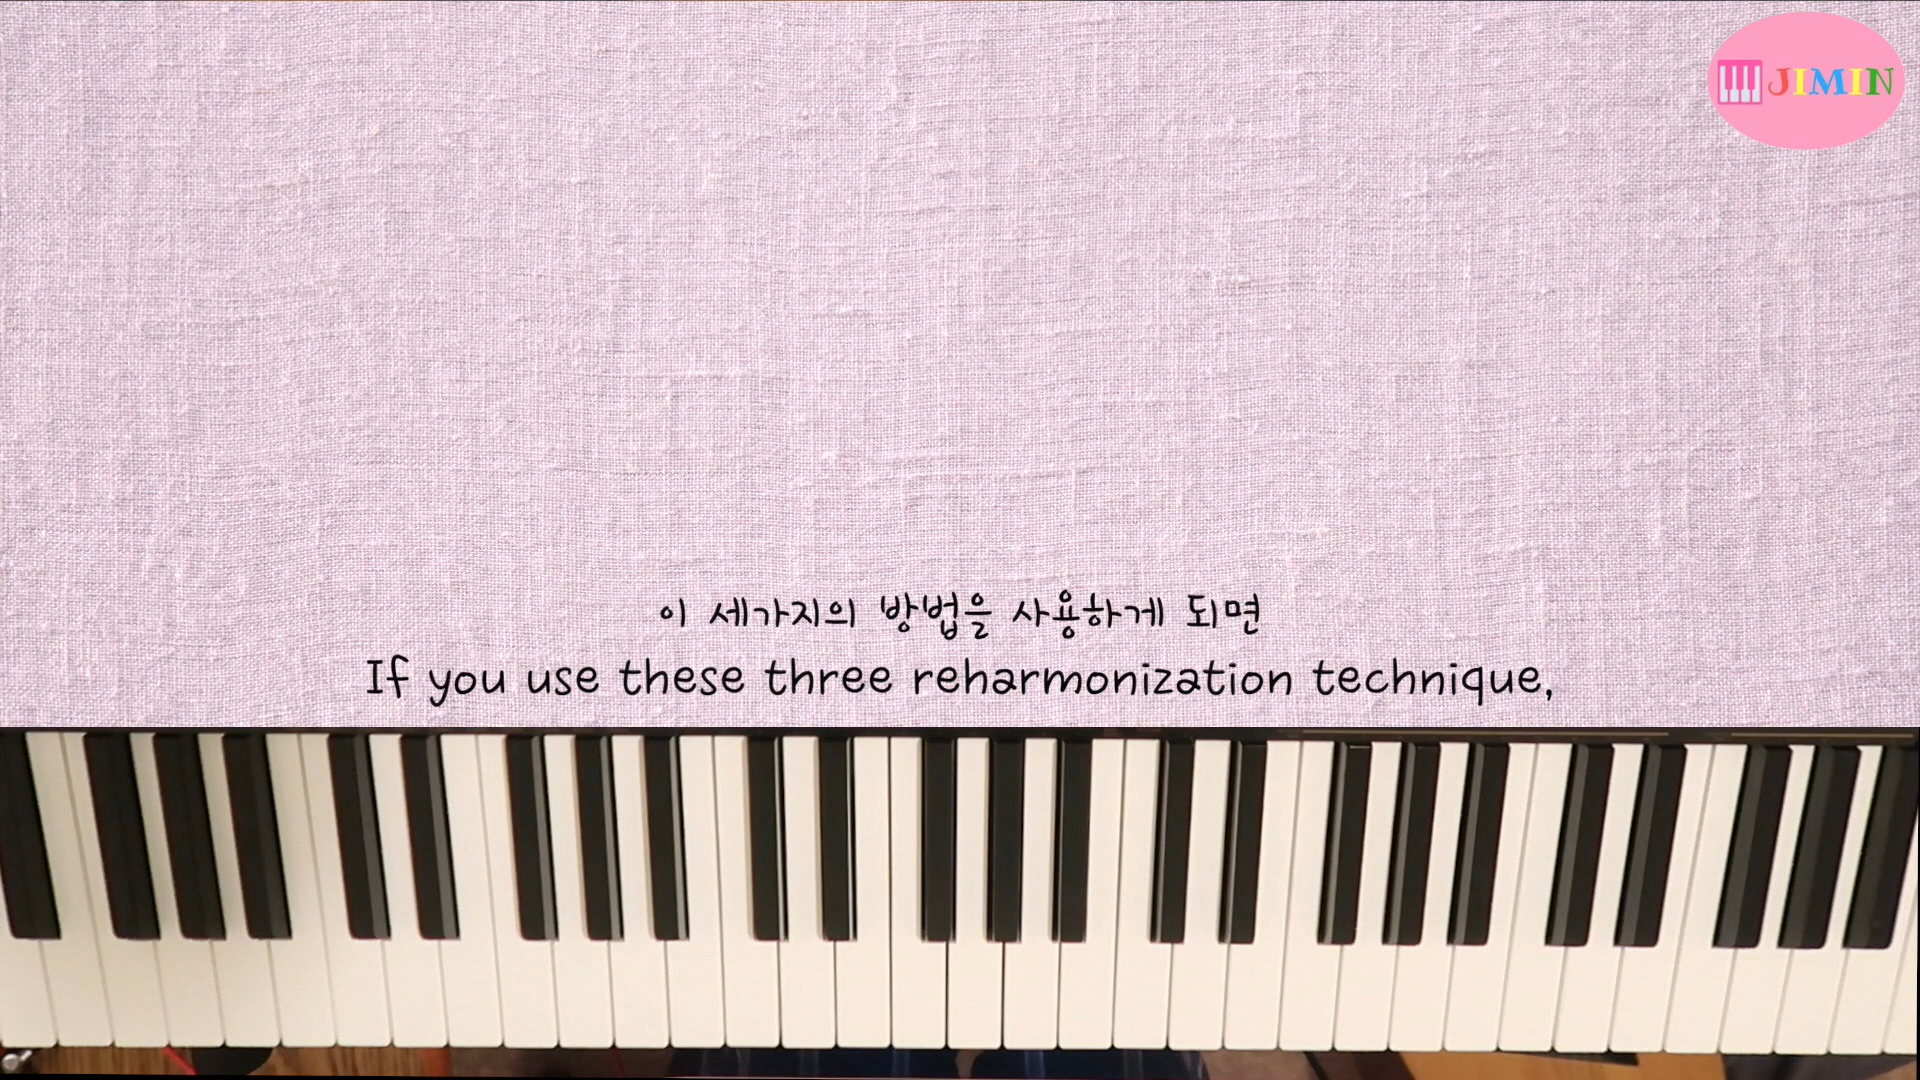 JIMIN
이 세가지의 방법을 사용하게 되면
If you use these three reharmonization technique,